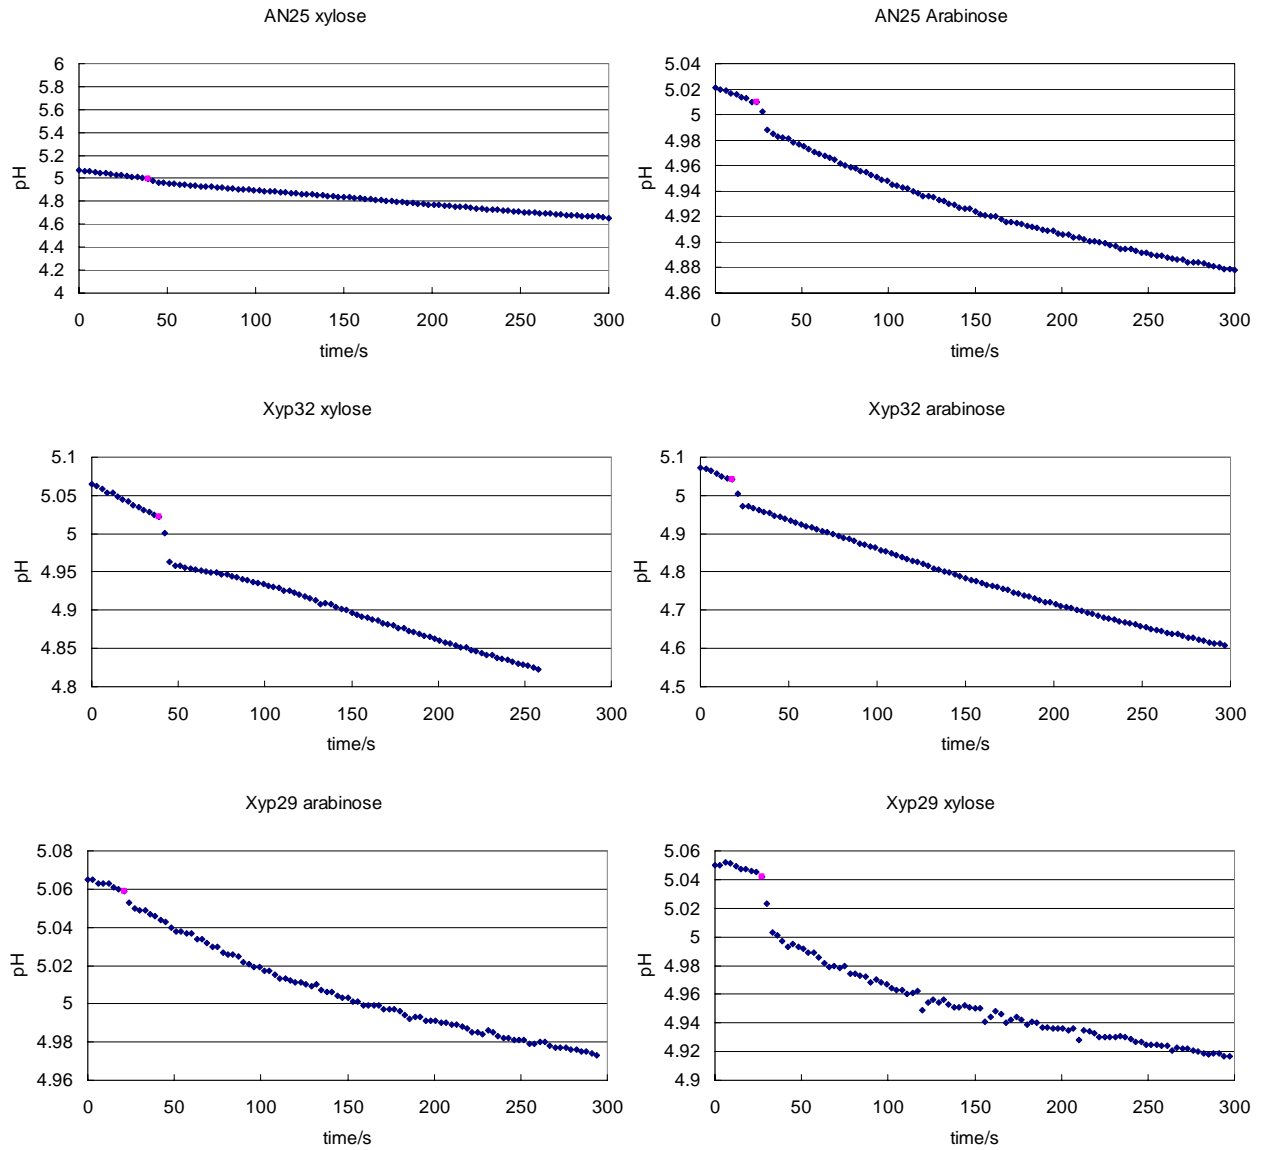 AN25 xylose
6
5.8
5.6
5.4
5.2
5
4.8
4.6
4.4
4.2
4
pH
0 50 100 150 200 250 300
time/s
AN25 Arabinose
5.04
5.02
5
4.98
4.96
4.94
4.92
4.9
4.88
4.86
pH
0 50 100 150 200 250 300
time/s
Xyp32 xylose
5.1
5.05
5
4.95
4.9
4.85
4.8
pH
0 50 100 150 200 250 300
time/s
Xyp32 arabinose
5.1
5
4.9
4.8
4.7
4.6
4.5
pH
0 50 100 150 200 250 300
time/s
Xyp29 arabinose
5.08
5.06
5.04
5.02
5
4.98
4.96
pH
0 50 100 150 200 250 300
time/s
Xyp29 xylose
5.06
5.04
5.02
5
4.98
4.96
4.94
4.92
4.9
pH
0 50 100 150 200 250 300
time/s